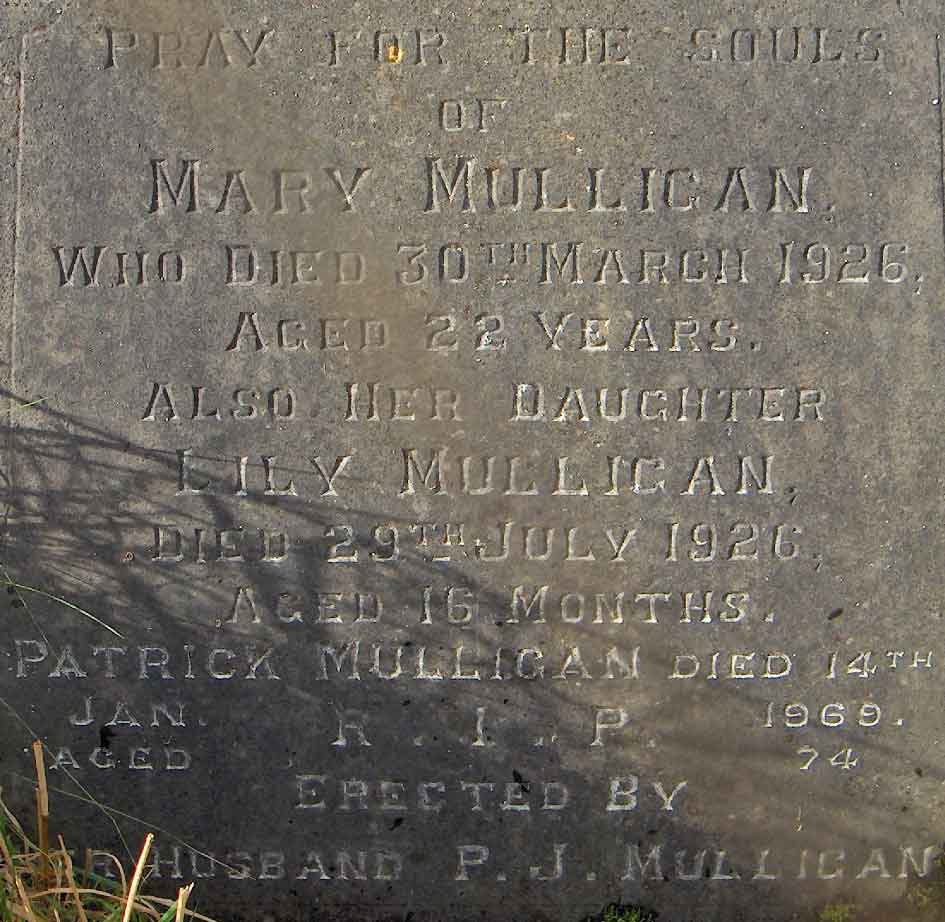 PRAY FOR THE SOULS
OF
MARY MULLIGAN,
WHO DIED 30TH MARCH 1926,
AGED 22 YEARS.
ALSO HER DAUGHTER
LILY MULLIGAN,
DIED 29TH JULY 1926,
AGED 16 MONTHS.
PATRICK MULLIGAN DIED 14TH
JAN. R. I. P. 1969.
AGED 74
ERECTED BY
HER HUSBAND P. J. MULLIGAN